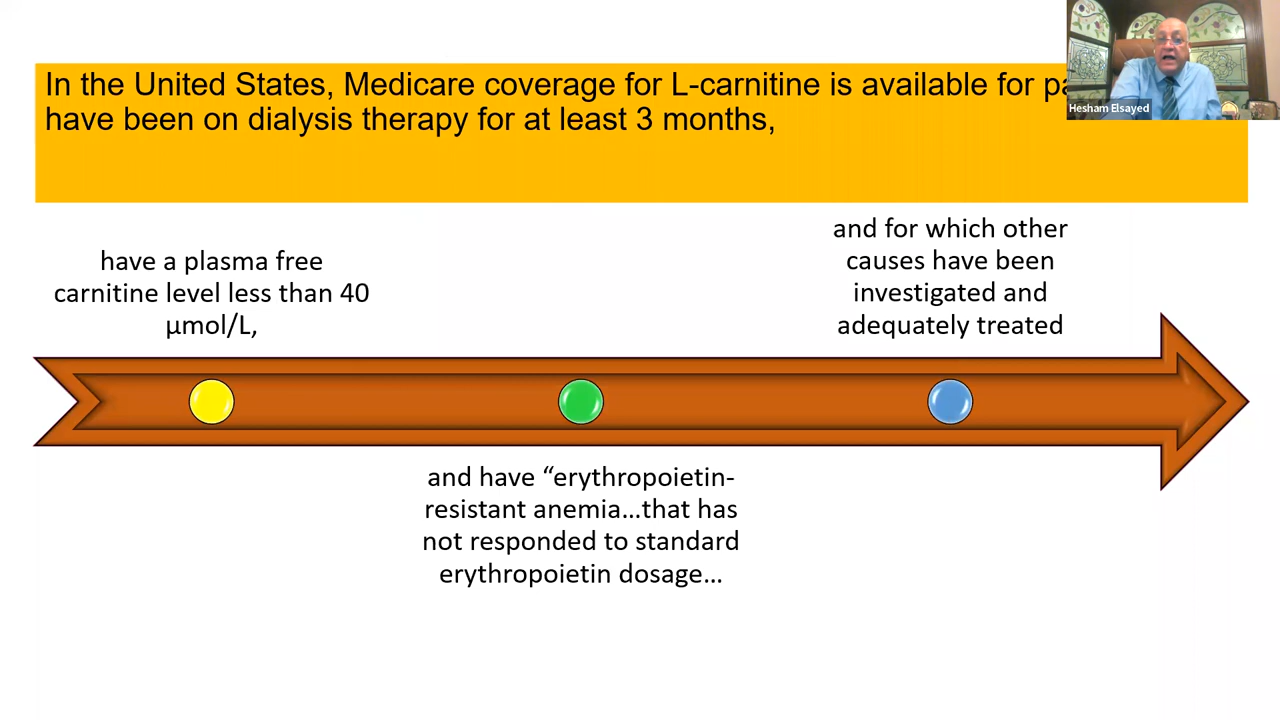 In the United States, Medicare coverage for L-carnitine is available for
have been on dialysis therapy for at least 3 months,
Hesham Elsayed
have a plasma free
carnitine level less than 40
µmol/L,
and have “erythropoietin-
resistant anemia…that has
not responded to standard
erythropoietin dosage…
and for which other
causes have been
investigated and
adequately treated